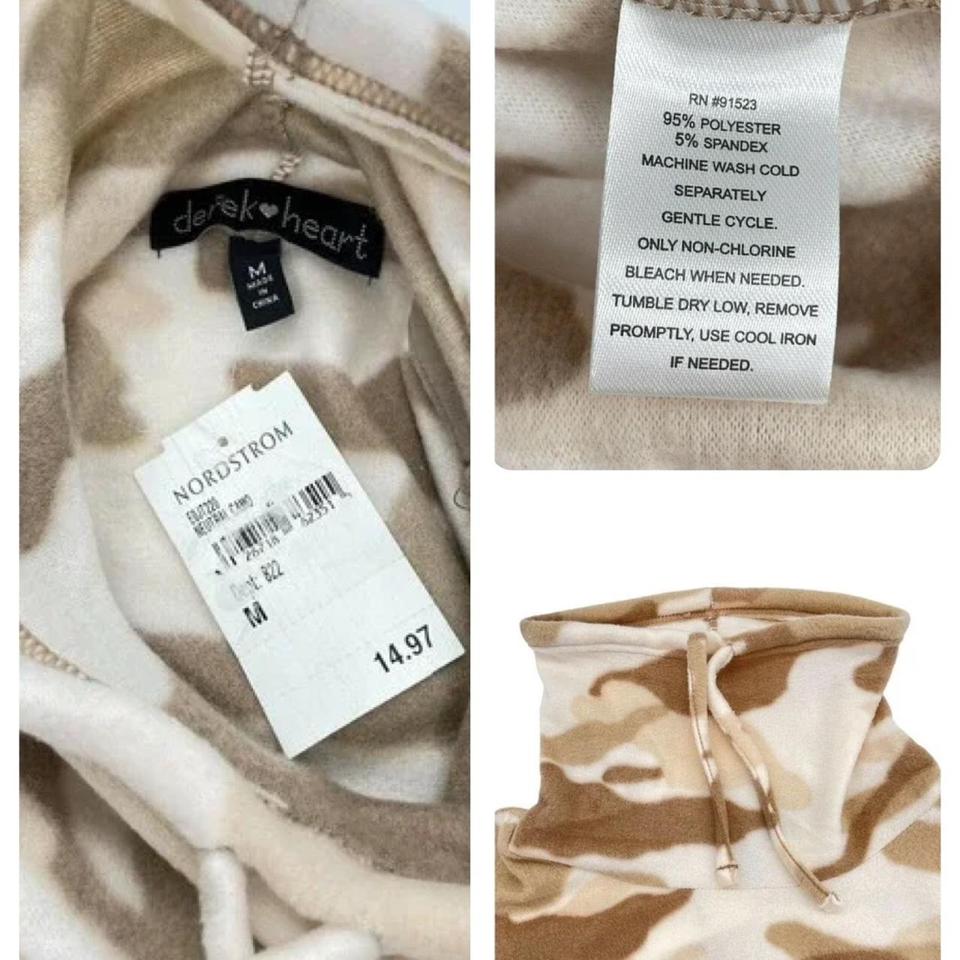 derek♥heart
M
MADE
IN
CHINA
NORDSTROM
NEUTRAL CAMO
Dept: 822
M
14.97
RN #91523
95% POLYESTER
5% SPANDEX
MACHINE WASH COLD
SEPARATELY
GENTLE CYCLE.
ONLY NON-CHLORINE
BLEACH WHEN NEEDED.
TUMBLE DRY LOW, REMOVE
PROMPTLY, USE COOL IRON
IF NEEDED.